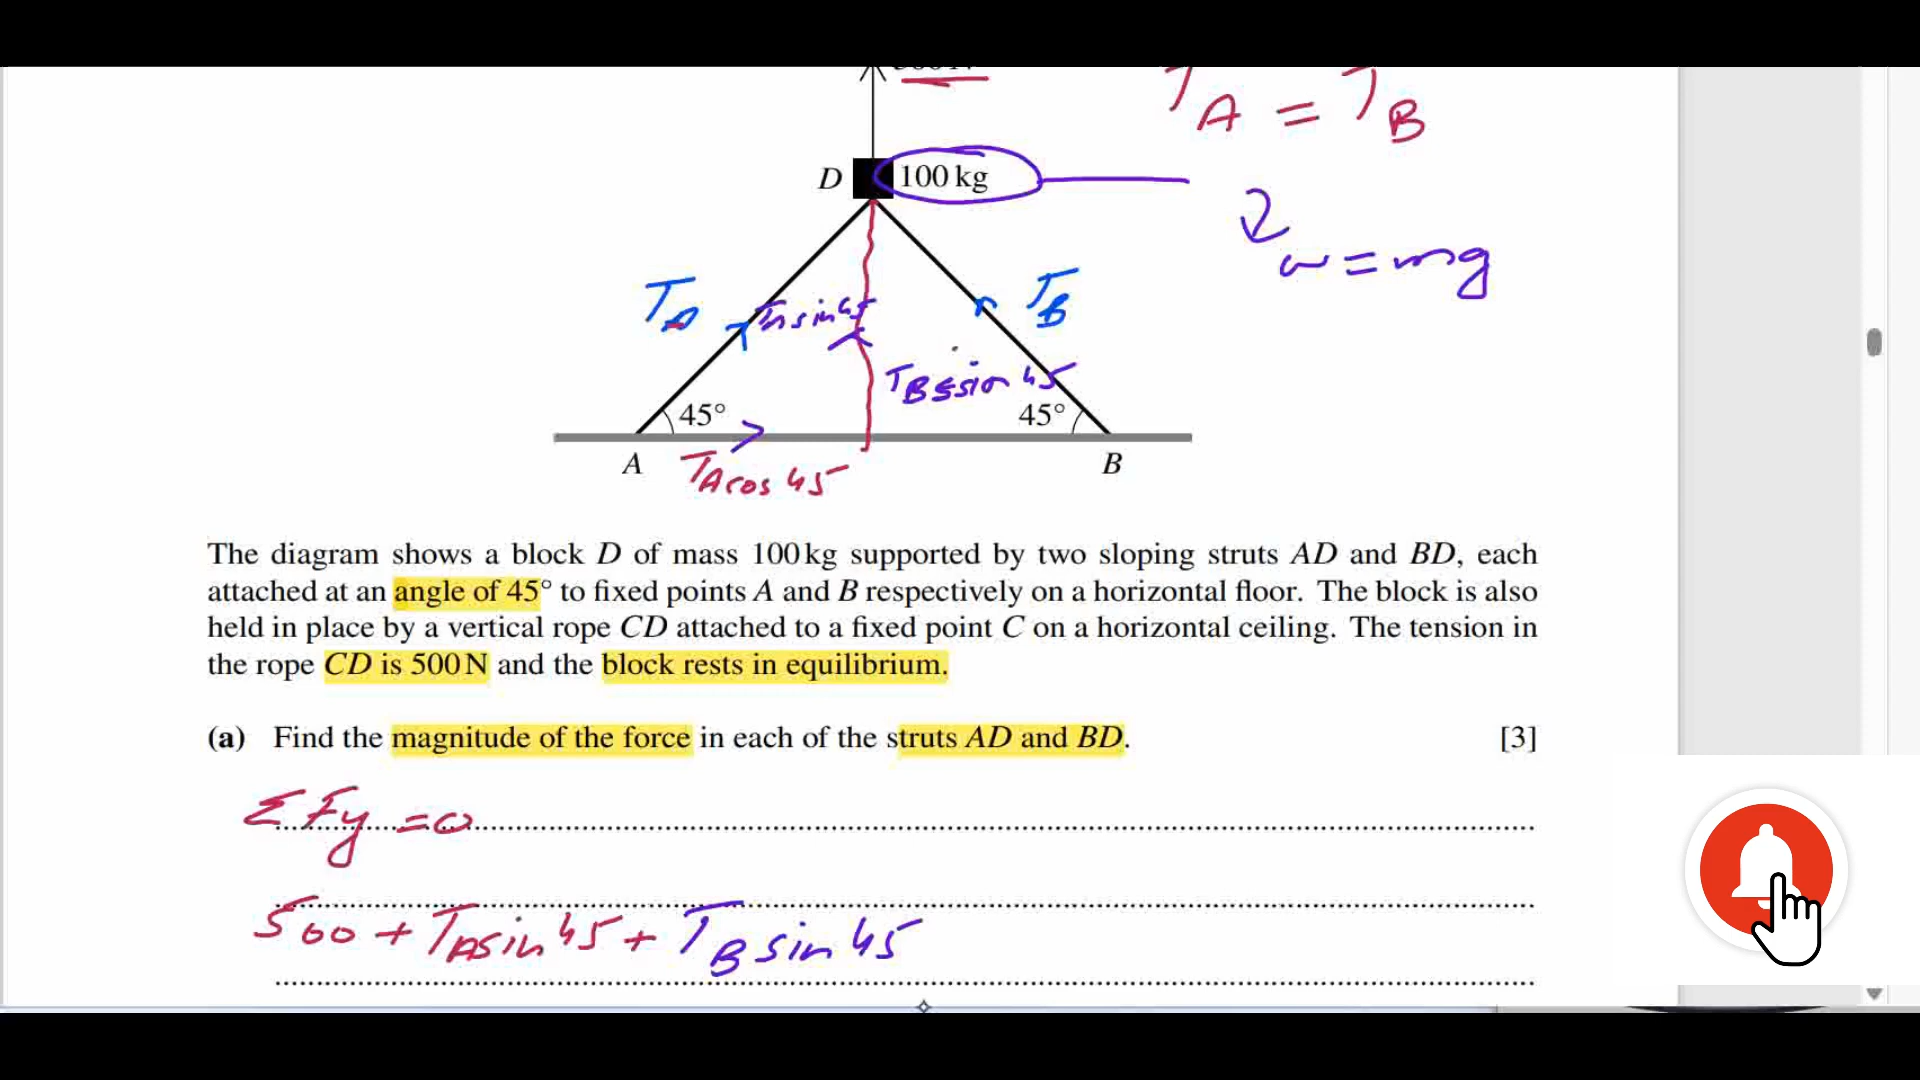 T_A = T_B
D 100 kg
w = mg
T_A
T_A sin 45
T_B
T_B sin 45
45° 45°
A B
T_A cos 45
The diagram shows a block D of mass 100 kg supported by two sloping struts AD and BD, each
attached at an angle of 45° to fixed points A and B respectively on a horizontal floor. The block is also
held in place by a vertical rope CD attached to a fixed point C on a horizontal ceiling. The tension in
the rope CD is 500 N and the block rests in equilibrium.
(a) Find the magnitude of the force in each of the struts AD and BD. [3]
ΣFy = 0
500 + T_A sin 45 + T_B sin 45